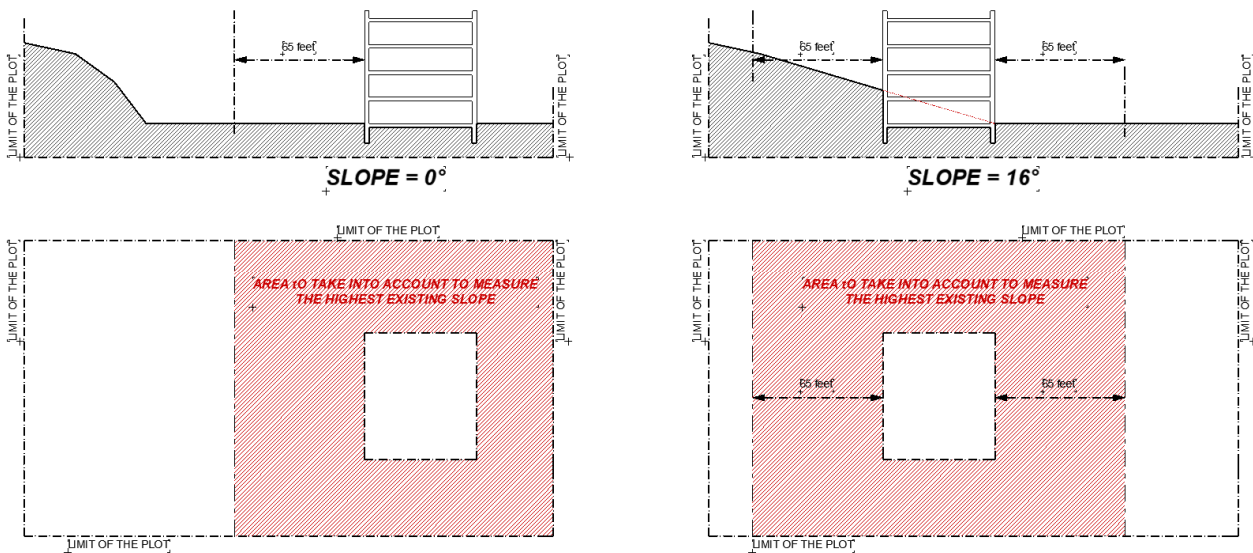 LIMIT OF THE PLOT
65 feet
LIMIT OF THE PLOT
SLOPE = 0°
LIMIT OF THE PLOT
65 feet
65 feet
LIMIT OF THE PLOT
SLOPE = 16°
LIMIT OF THE PLOT
LIMIT OF THE PLOT
AREA tO TAKE INTO ACCOUNT TO MEASURE
THE HIGHEST EXISTING SLOPE
LIMIT OF THE PLOT
LIMIT OF THE PLOT
LIMIT OF THE PLOT
LIMIT OF THE PLOT
AREA tO TAKE INTO ACCOUNT TO MEASURE
THE HIGHEST EXISTING SLOPE
65 feet
65 feet
LIMIT OF THE PLOT
LIMIT OF THE PLOT